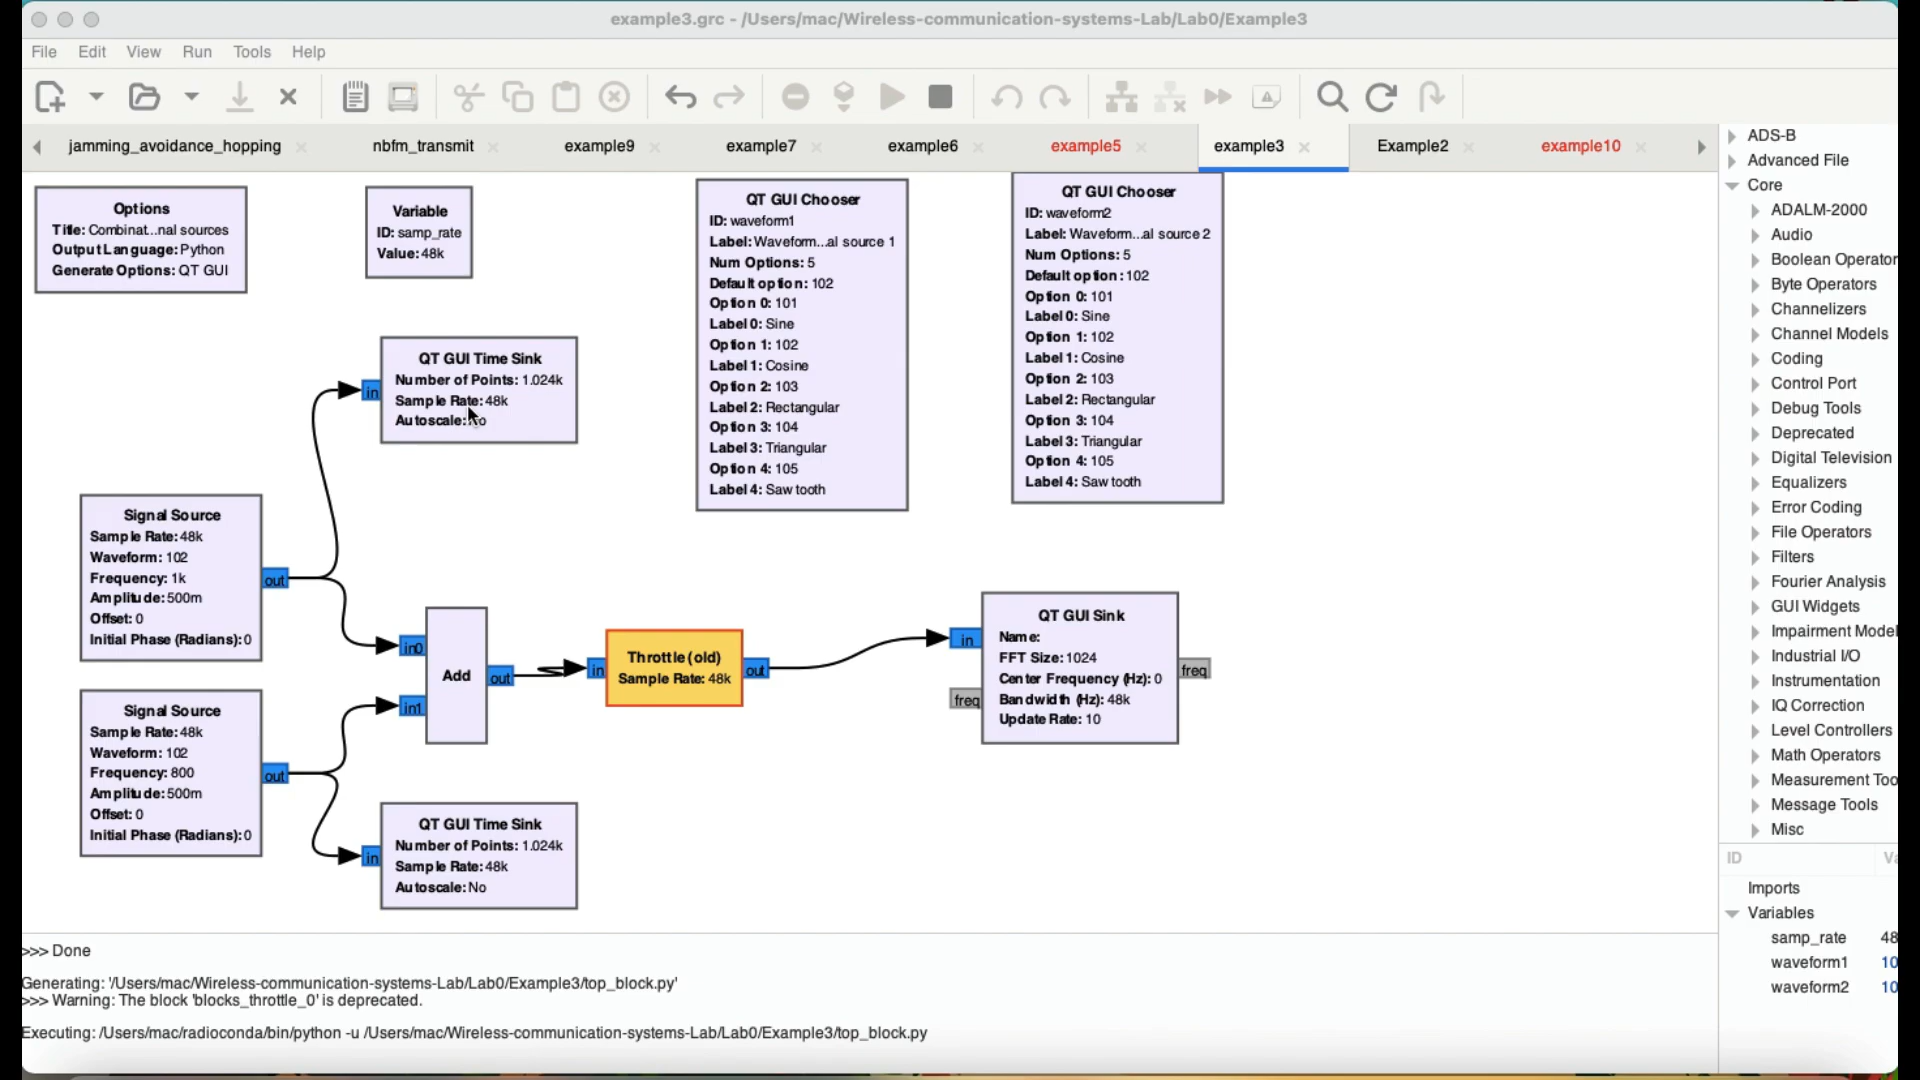 example3.grc - /Users/mac/Wireless-communication-systems-Lab/Lab0/Example3
File Edit View Run Tools Help
jamming_avoidance_hopping nbfm_transmit example9 example7 example6 example5 example3 Example2 example10
Options
Title: Combinat...nal sources
Output Language: Python
Generate Options: QT GUI
Variable
ID: samp_rate
Value: 48k
QT GUI Chooser
ID: waveform1
Label: Waveform...al source 1
Num Options: 5
Default option: 102
Option 0: 101
Label 0: Sine
Option 1: 102
Label 1: Cosine
Option 2: 103
Label 2: Rectangular
Option 3: 104
Label 3: Triangular
Option 4: 105
Label 4: Saw tooth
QT GUI Chooser
ID: waveform2
Label: Waveform...al source 2
Num Options: 5
Default option: 102
Option 0: 101
Label 0: Sine
Option 1: 102
Label 1: Cosine
Option 2: 103
Label 2: Rectangular
Option 3: 104
Label 3: Triangular
Option 4: 105
Label 4: Saw tooth
QT GUI Time Sink
Number of Points: 1.024k
Sample Rate: 48k
Autoscale:
in
Signal Source
Sample Rate: 48k
Waveform: 102
Frequency: 1k
Amplitude: 500m
Offset: 0
Initial Phase (Radians): 0
out
Signal Source
Sample Rate: 48k
Waveform: 102
Frequency: 800
Amplitude: 500m
Offset: 0
Initial Phase (Radians): 0
out
in0
in1
Add
out
in
Throttle (old)
Sample Rate: 48k
out
in
freq
QT GUI Sink
Name:
FFT Size: 1024
Center Frequency (Hz): 0
Bandwidth (Hz): 48k
Update Rate: 10
freq
QT GUI Time Sink
Number of Points: 1.024k
Sample Rate: 48k
Autoscale: No
in
>>> Done
Generating: '/Users/mac/Wireless-communication-systems-Lab/Lab0/Example3/top_block.py'
>>> Warning: The block 'blocks_throttle_0' is deprecated.
Executing: /Users/mac/radioconda/bin/python -u /Users/mac/Wireless-communication-systems-Lab/Lab0/Example3/top_block.py
ADS-B
Advanced File
Core
ADALM-2000
Audio
Boolean Operator
Byte Operators
Channelizers
Channel Models
Coding
Control Port
Debug Tools
Deprecated
Digital Television
Equalizers
Error Coding
File Operators
Filters
Fourier Analysis
GUI Widgets
Impairment Model
Industrial I/O
Instrumentation
IQ Correction
Level Controllers
Math Operators
Measurement Too
Message Tools
Misc
ID
Imports
Variables
samp_rate 48
waveform1 10
waveform2 10